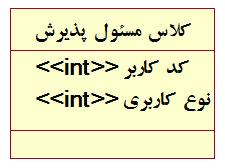 کلاس مسئول پذیرش
کد کاربر <<int>>
نوع کاربری <<int>>